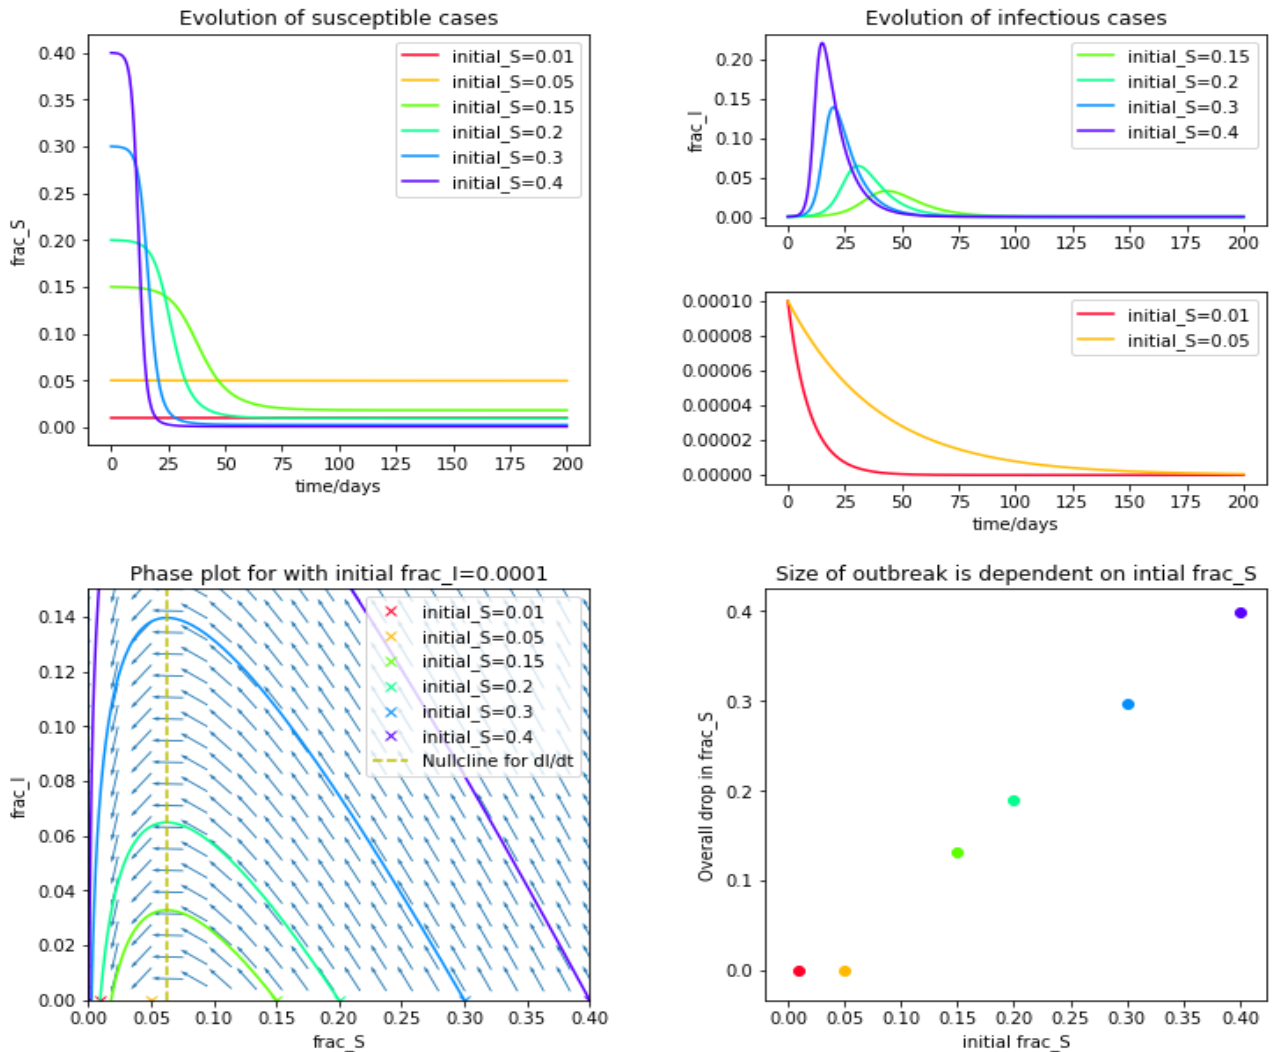 Evolution of susceptible cases
0.40
0.35
0.30
0.25
0.20
0.15
0.10
0.05
0.00
frac_S
initial_S=0.01
initial_S=0.05
initial_S=0.15
initial_S=0.2
initial_S=0.3
initial_S=0.4
0 25 50 75 100 125 150 175 200
time/days
Evolution of infectious cases
0.20
0.15
0.10
0.05
0.00
frac_I
initial_S=0.15
initial_S=0.2
initial_S=0.3
initial_S=0.4
0 25 50 75 100 125 150 175 200
0.00010
0.00008
0.00006
0.00004
0.00002
0.00000
initial_S=0.01
initial_S=0.05
0 25 50 75 100 125 150 175 200
time/days
Phase plot for with initial frac_I=0.0001
0.14
0.12
0.10
0.08
0.06
0.04
0.02
0.00
frac_I
initial_S=0.01
initial_S=0.05
initial_S=0.15
initial_S=0.2
initial_S=0.3
initial_S=0.4
Nullcline for dI/dt
0.00 0.05 0.10 0.15 0.20 0.25 0.30 0.35 0.40
frac_S
Size of outbreak is dependent on intial frac_S
0.4
0.3
0.2
0.1
0.0
Overall drop in frac_S
0.00 0.05 0.10 0.15 0.20 0.25 0.30 0.35 0.40
initial frac_S